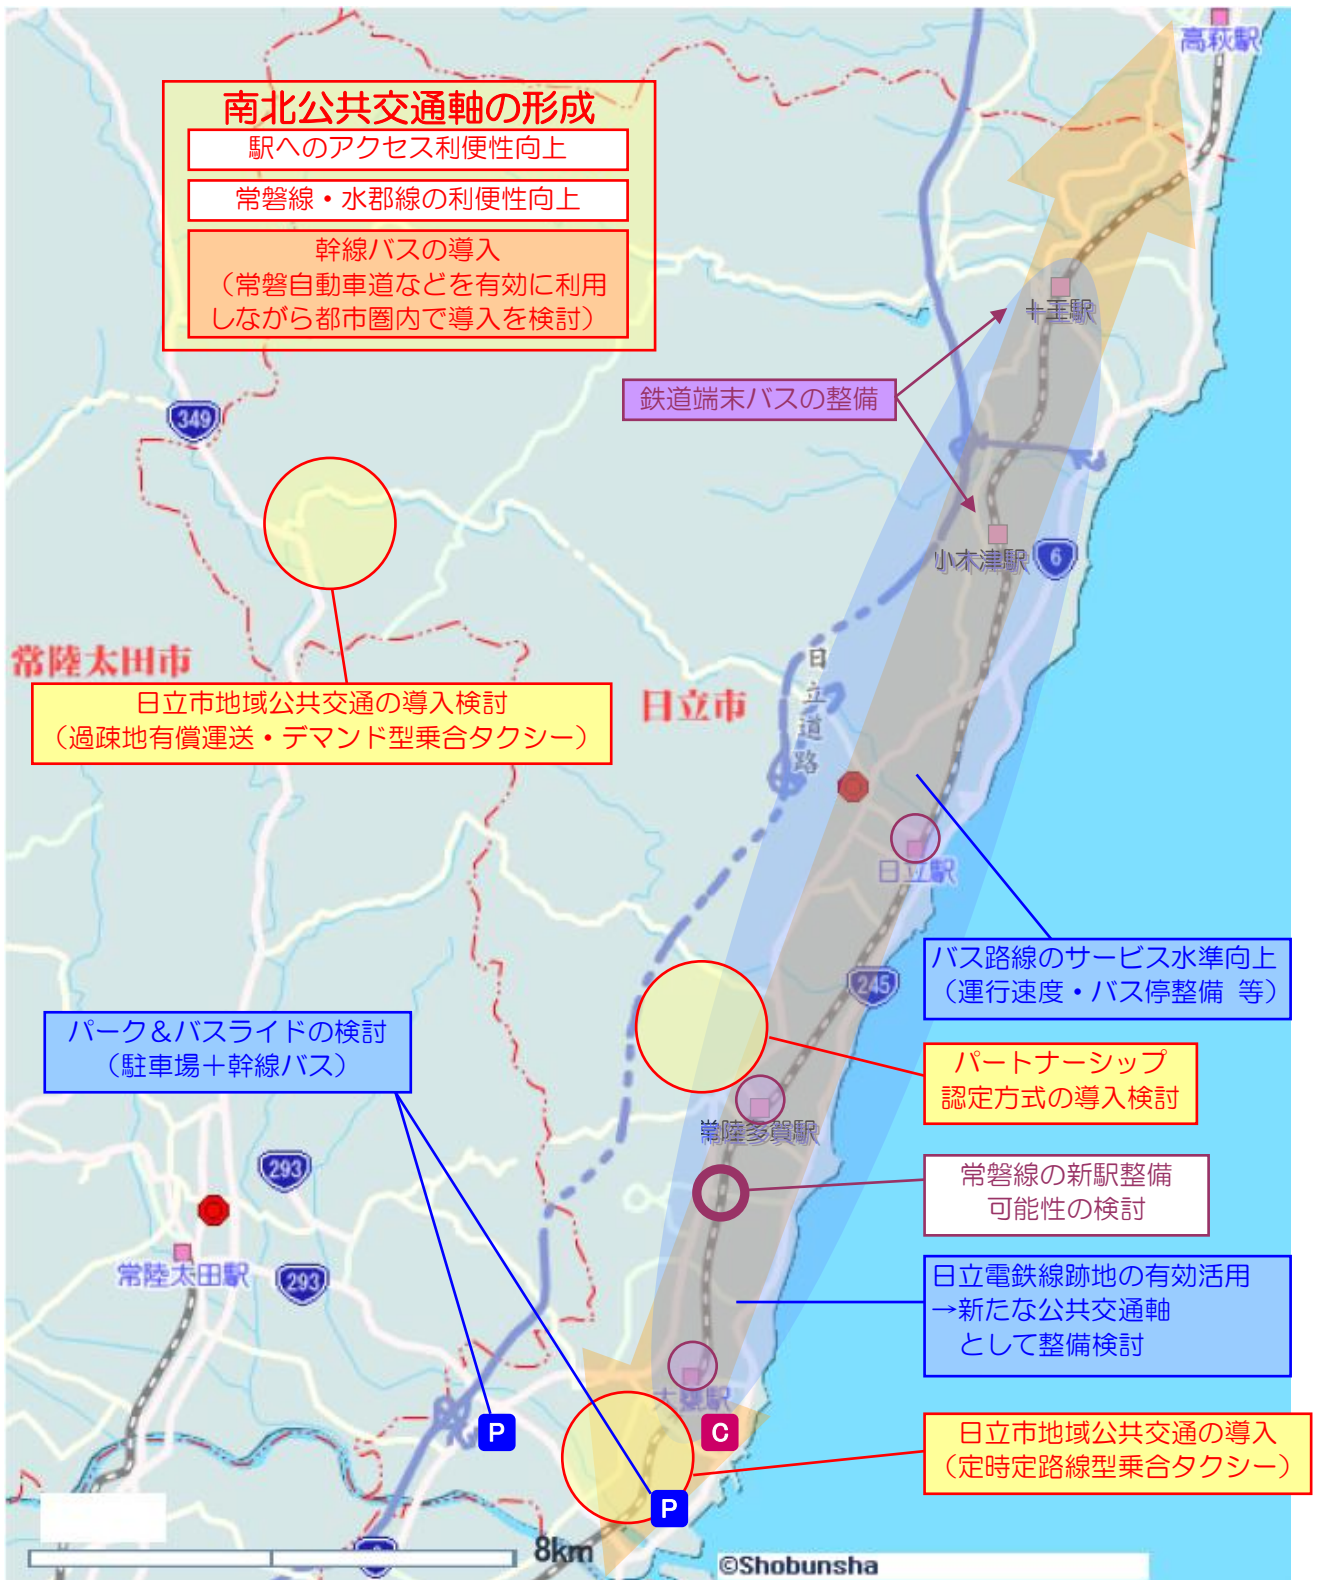 高萩駅
南北公共交通軸の形成
駅へのアクセス利便性向上
常磐線・水郡線の利便性向上
幹線バスの導入
（常磐自動車道などを有効に利用
しながら都市圏内で導入を検討）
十王駅
鉄道端末バスの整備
349
小木津駅
6
常陸太田市
日立市
日立道路
日立市地域公共交通の導入検討
（過疎地有償運送・デマンド型乗合タクシー）
日立駅
バス路線のサービス水準向上
（運行速度・バス停整備 等）
245
パーク＆バスライドの検討
（駐車場＋幹線バス）
パートナーシップ
認定方式の導入検討
常陸多賀駅
293
常磐線の新駅整備
可能性の検討
常陸太田駅
293
日立電鉄線跡地の有効活用
→新たな公共交通軸
として整備検討
大甕駅
P
C
日立市地域公共交通の導入
（定時定路線型乗合タクシー）
P
8km
©Shobunsha